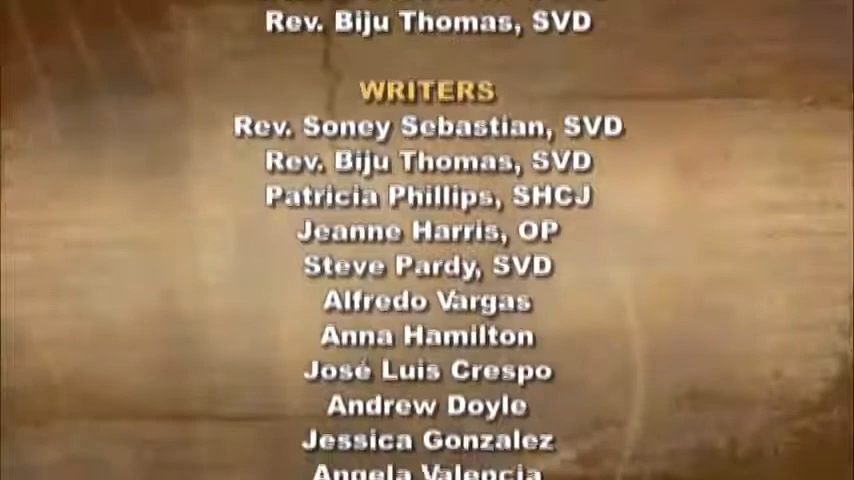 Rev. Biju Thomas, SVD
WRITERS
Rev. Soney Sebastian, SVD
Rev. Biju Thomas, SVD
Patricia Phillips, SHCJ
Jeanne Harris, OP
Steve Pardy, SVD
Alfredo Vargas
Anna Hamilton
José Luis Crespo
Andrew Doyle
Jessica Gonzalez
Angela Valencia